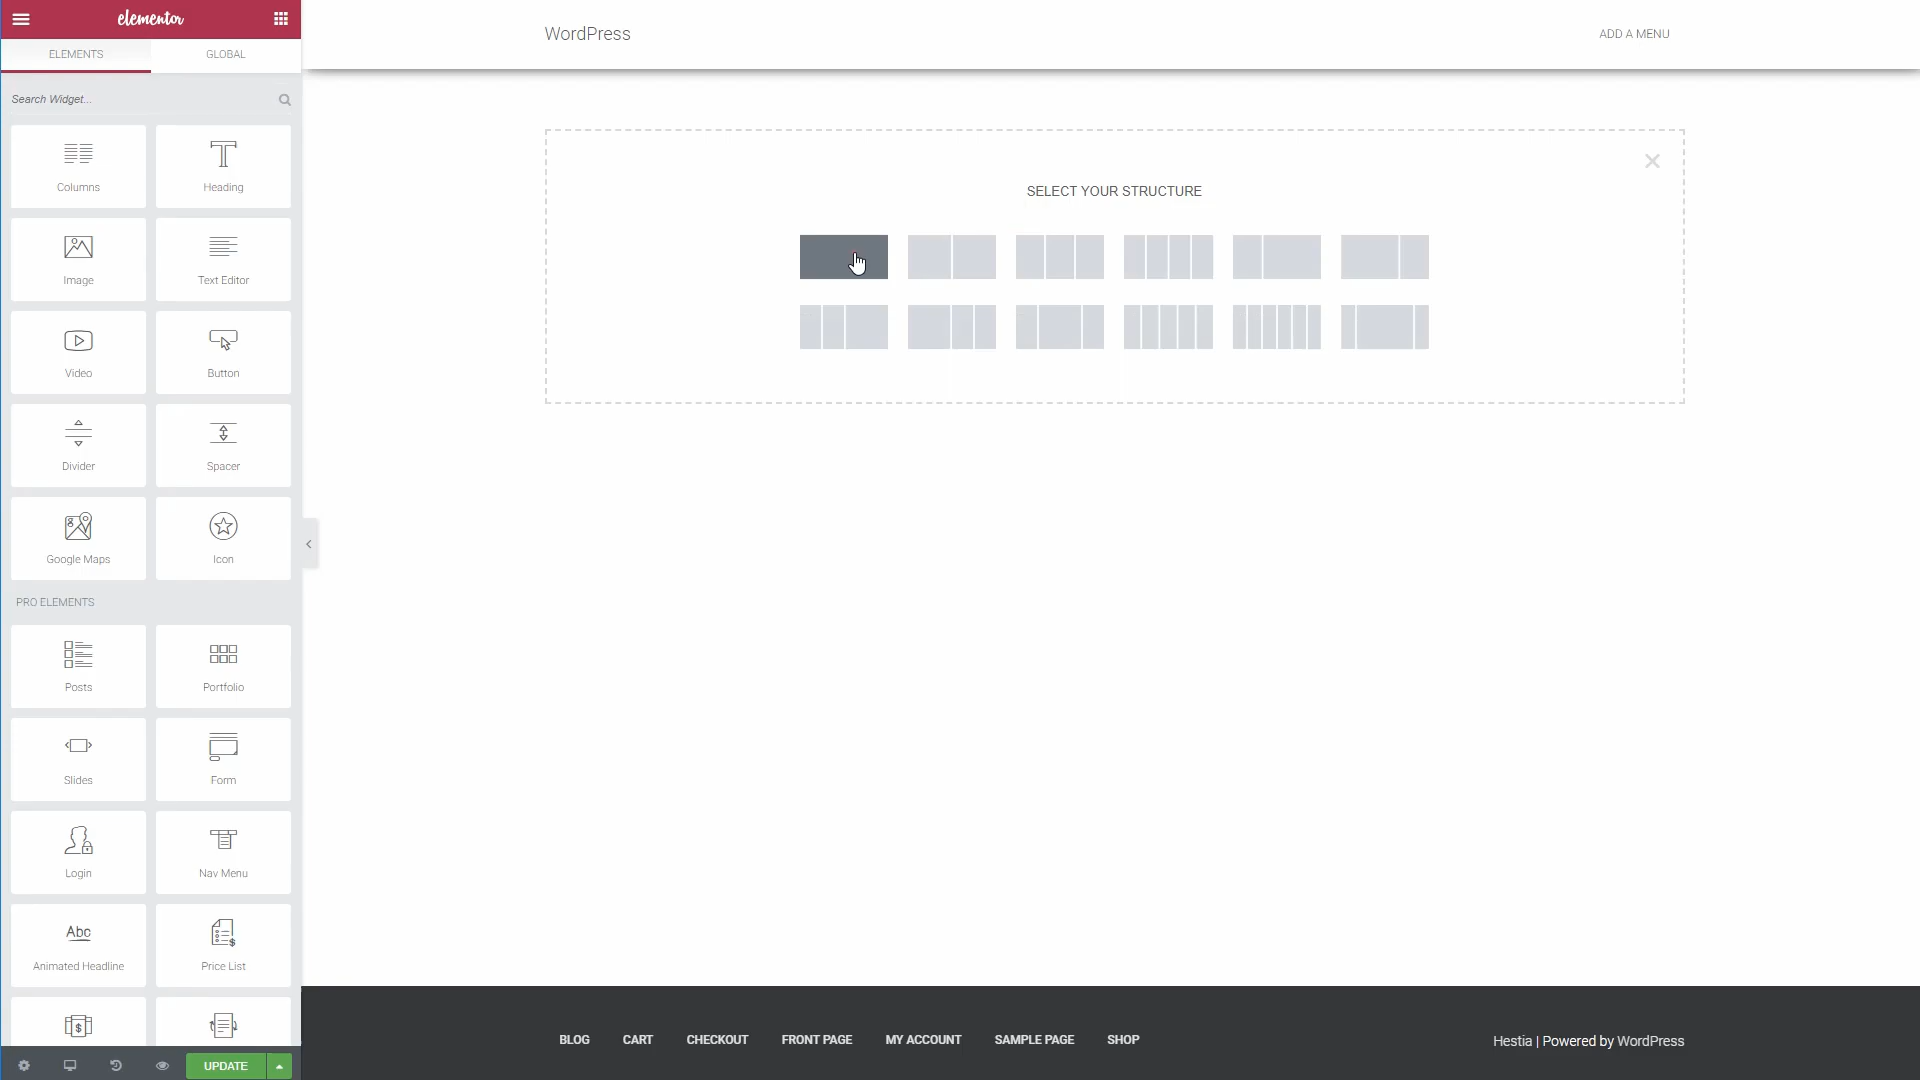 elementor
ELEMENTS
GLOBAL
Search Widget...
Columns
Heading
Image
Text Editor
Video
Button
Divider
Spacer
Google Maps
Icon
PRO ELEMENTS
Posts
Portfolio
Slides
Form
Login
Nav Menu
Abc
Animated Headline
Price List
UPDATE
WordPress
ADD A MENU
SELECT YOUR STRUCTURE
BLOG CART CHECKOUT FRONT PAGE MY ACCOUNT SAMPLE PAGE SHOP
Hestia | Powered by WordPress